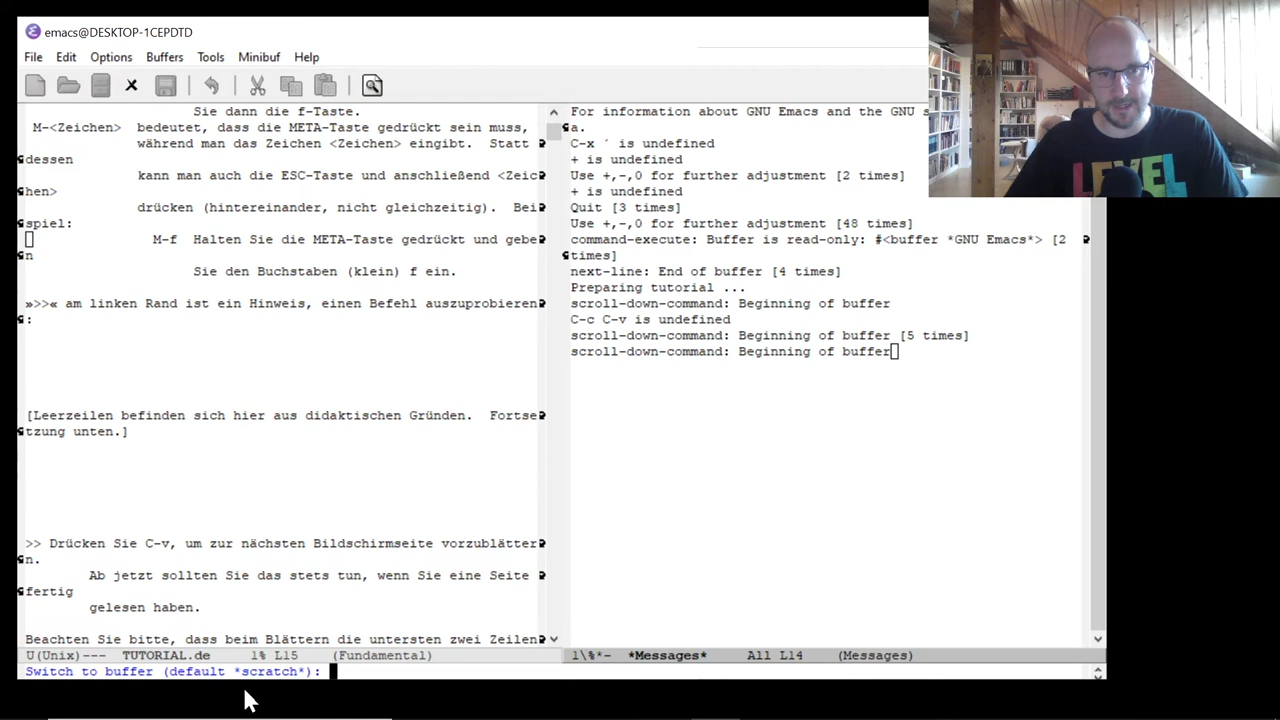 emacs@DESKTOP-1CEPDTD
File Edit Options Buffers Tools Minibuf Help
Sie dann die f-Taste.
M-<Zeichen> bedeutet, dass die META-Taste gedrückt sein muss,
während man das Zeichen <Zeichen> eingibt. Statt
dessen
kann man auch die ESC-Taste und anschließend <Zeic
hen>
drücken (hintereinander, nicht gleichzeitig). Bei
spiel:
M-f Halten Sie die META-Taste gedrückt und gebe
n
Sie den Buchstaben (klein) f ein.
»>>« am linken Rand ist ein Hinweis, einen Befehl auszuprobieren
:
[Leerzeilen befinden sich hier aus didaktischen Gründen. Fortse
tzung unten.]
>> Drücken Sie C-v, um zur nächsten Bildschirmseite vorzublätter
n.
Ab jetzt sollten Sie das stets tun, wenn Sie eine Seite
fertig
gelesen haben.
Beachten Sie bitte, dass beim Blättern die untersten zwei Zeilen
U(Unix)--- TUTORIAL.de 1% L15 (Fundamental)
For information about GNU Emacs and the GNU s
a.
C-x ´ is undefined
+ is undefined
Use +,-,0 for further adjustment [2 times]
+ is undefined
Quit [3 times]
Use +,-,0 for further adjustment [48 times]
command-execute: Buffer is read-only: #<buffer *GNU Emacs*> [2
times]
next-line: End of buffer [4 times]
Preparing tutorial ...
scroll-down-command: Beginning of buffer
C-c C-v is undefined
scroll-down-command: Beginning of buffer [5 times]
scroll-down-command: Beginning of buffer
1\%*- *Messages* All L14 (Messages)
Switch to buffer (default *scratch*):
LEVEL